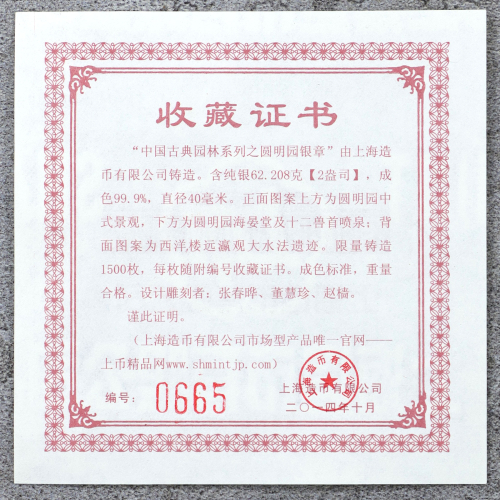 收藏证书
“中国古典园林系列之圆明园银章”由上海造
币有限公司铸造。含纯银62.208克【2盎司】，成
色99.9%，直径40毫米。正面图案上方为圆明园中
式景观，下方为圆明园海晏堂及十二兽首喷泉；背
面图案为西洋楼远瀛观大水法遗迹。限量铸造
1500枚，每枚随附编号收藏证书。成色标准，重量
合格。设计雕刻者：张春晔、董慧珍、赵樯。
谨此证明。
（上海造币有限公司市场型产品唯一官网——
上币精品网www.shmintjp.com）
编号：0665
上海造币有限公司
上海造币有限公司
二〇一四年十月